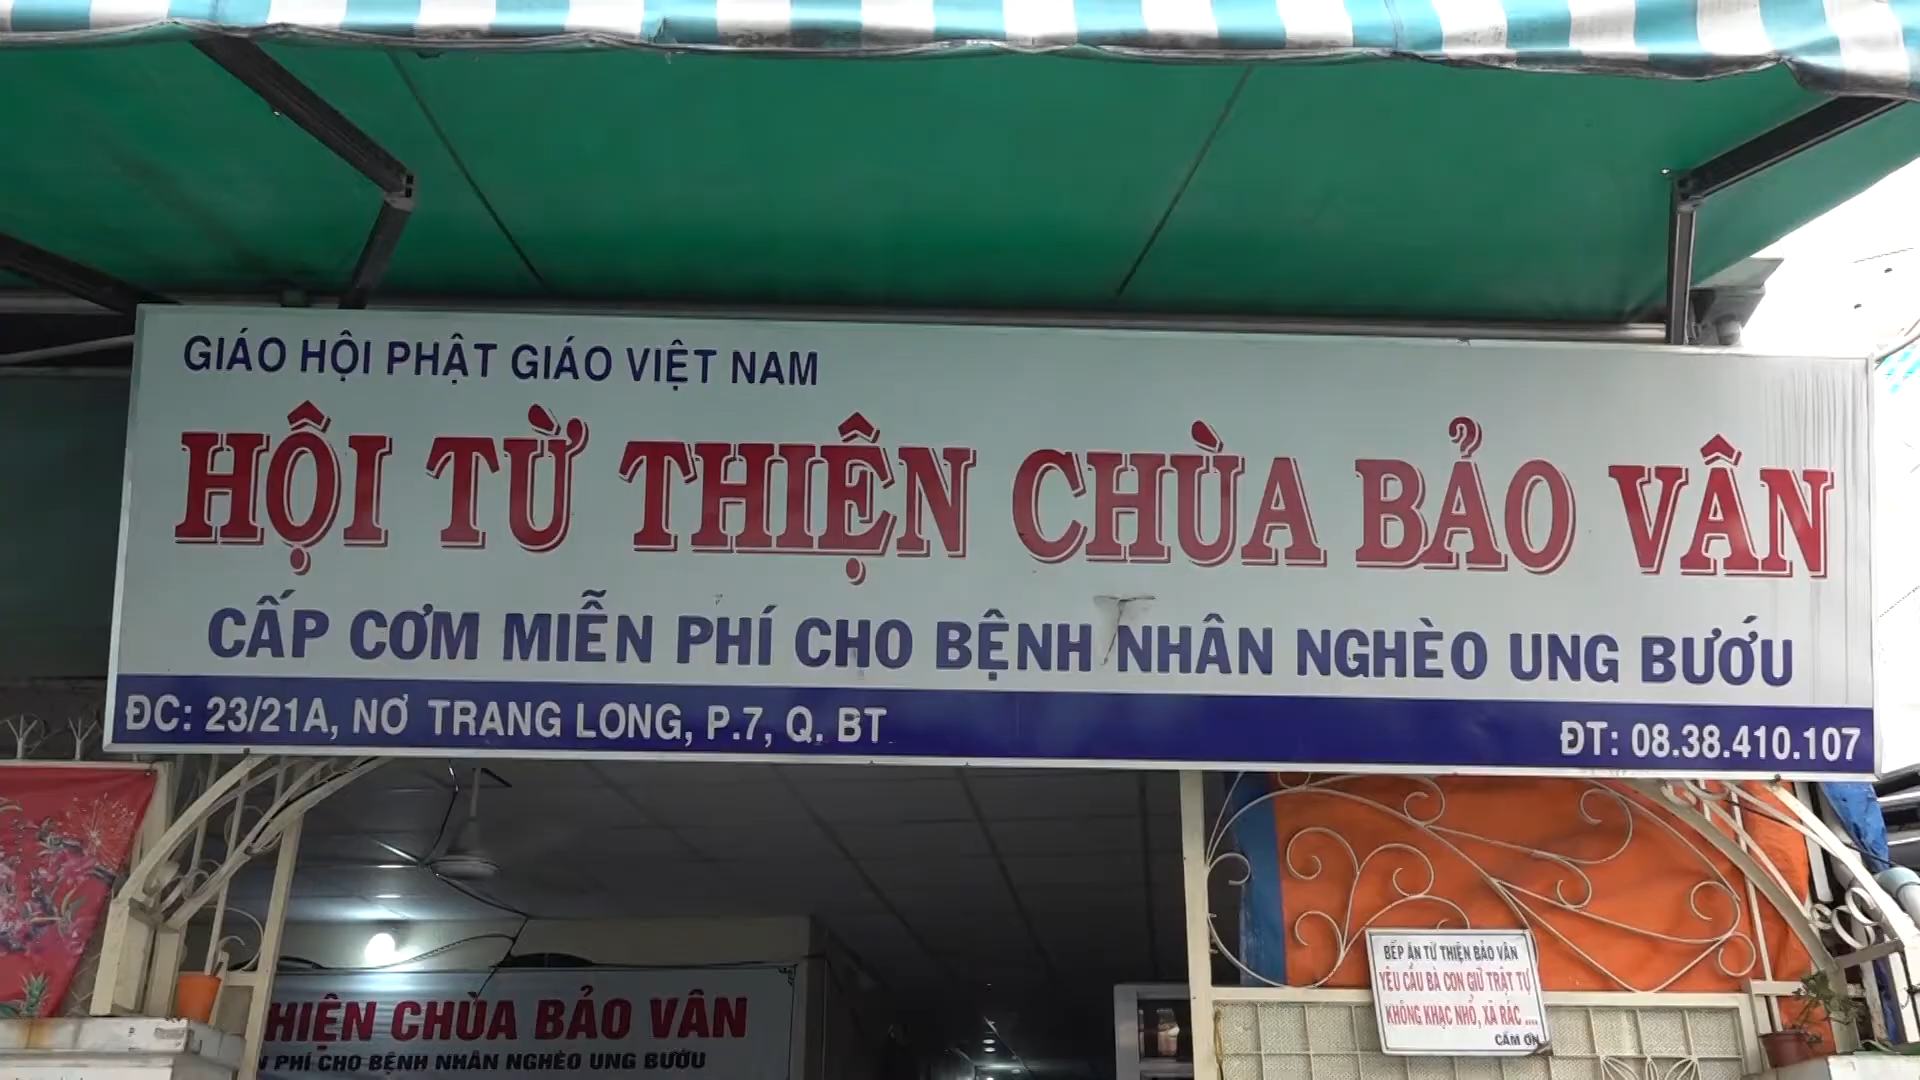 GIÁO HỘI PHẬT GIÁO VIỆT NAM
HỘI TỪ THIỆN CHÙA BẢO VÂN
CẤP CƠM MIỄN PHÍ CHO BỆNH NHÂN NGHÈO UNG BƯỚU
ĐC: 23/21A, NƠ TRANG LONG, P.7, Q. BT
ĐT: 08.38.410.107
HIỆN CHÙA BẢO VÂN
PHÍ CHO BỆNH NHÂN NGHÈO UNG BƯỚU
BẾP ĂN TỪ THIỆN BẢO VÂN
YÊU CẦU BÀ CON GIỮ TRẬT TỰ
KHÔNG KHẠC NHỔ, XẢ RÁC ....
CẢM ƠN